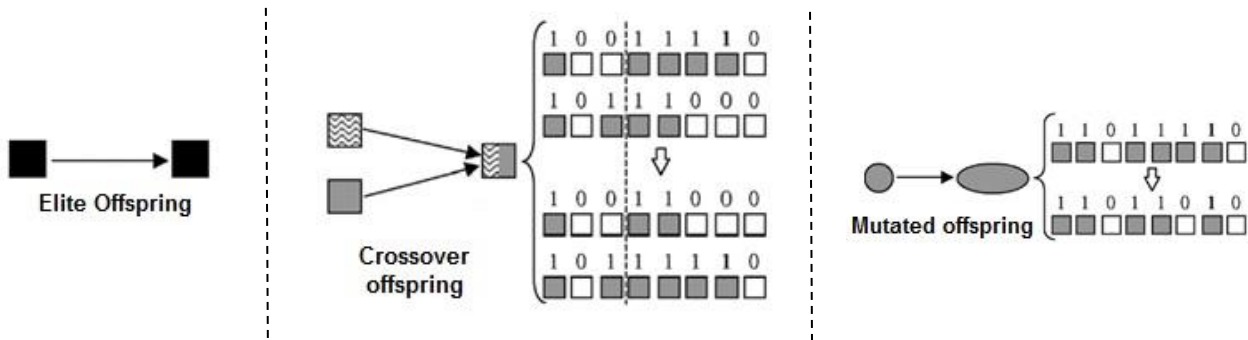 Elite Offspring
1 0 0 1 1 1 1 0
1 0 1 1 1 0 0 0
1 0 0 1 1 0 0 0
1 0 1 1 1 1 1 0
Crossover
offspring
1 1 0 1 1 1 1 0
1 1 0 1 1 0 1 0
Mutated offspring